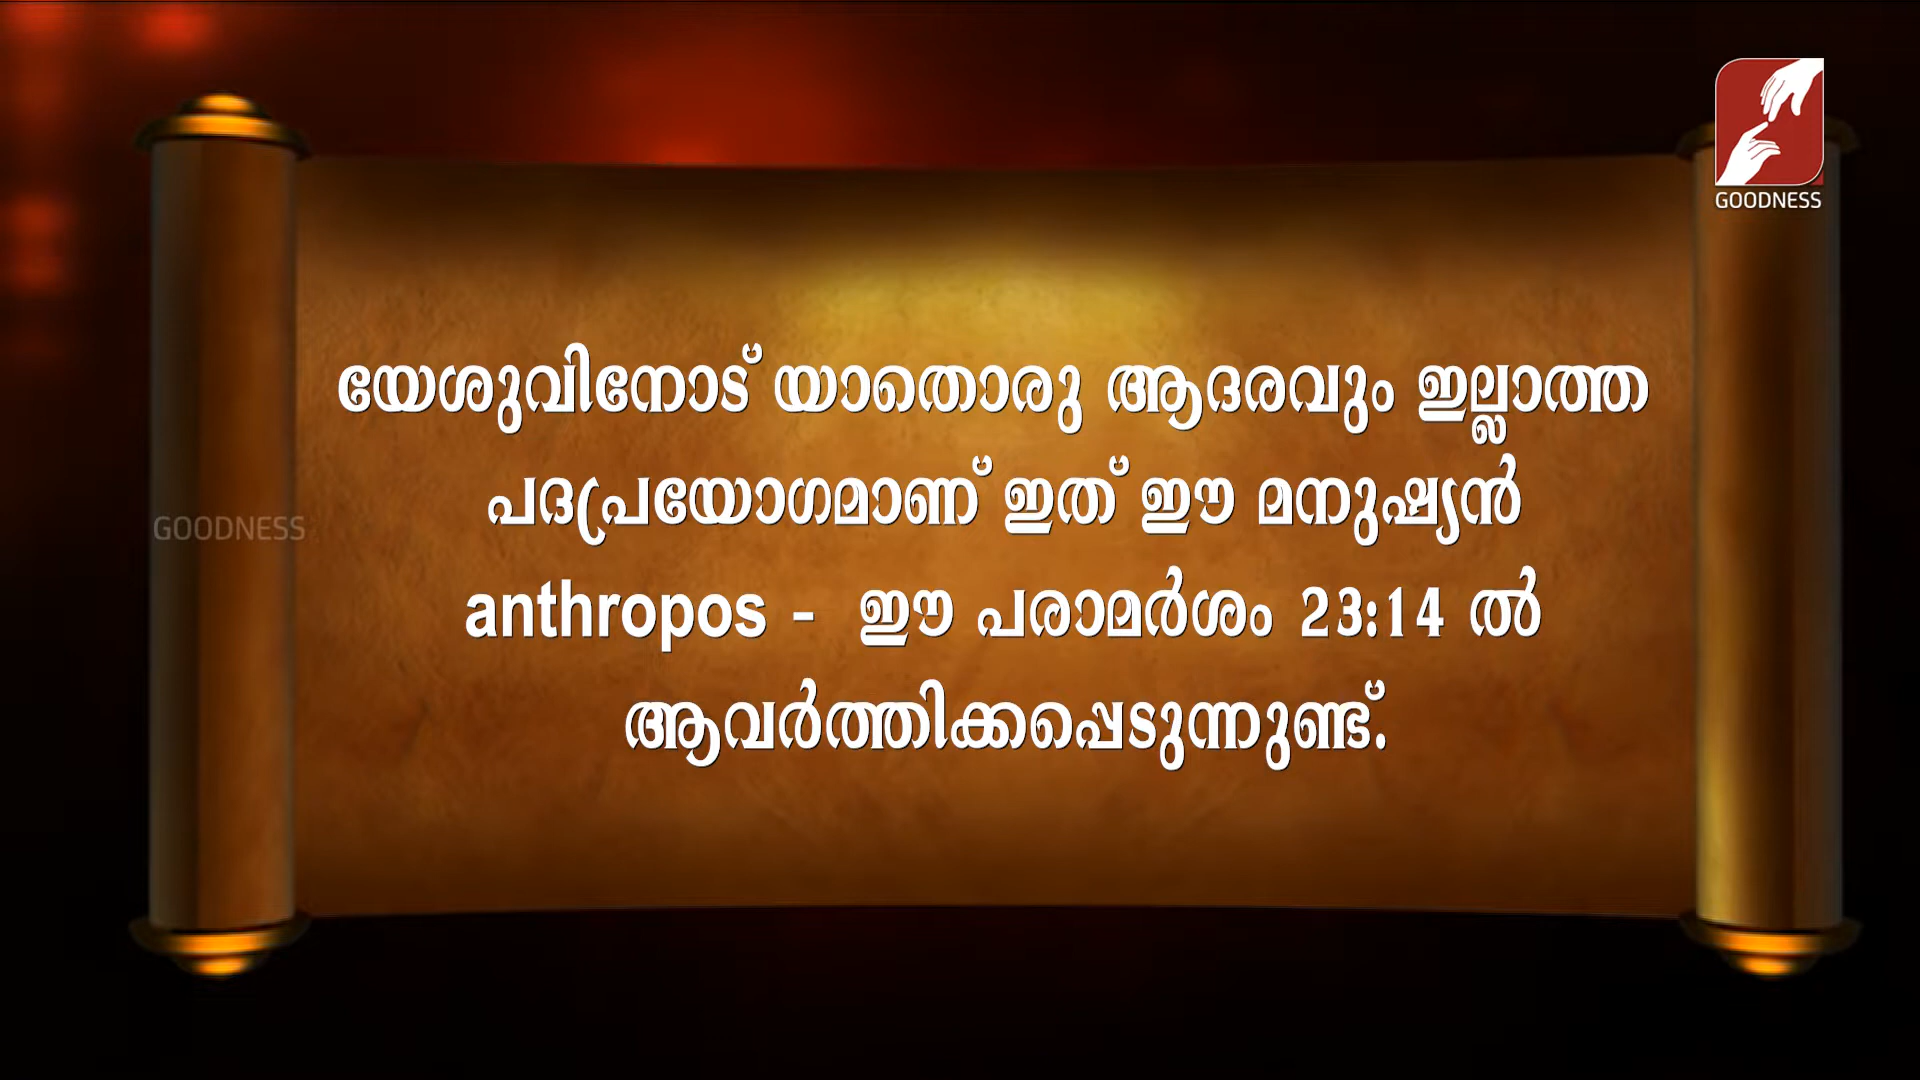 GOODNESS
യേശുവിനോട് യാതൊരു ആദരവും ഇല്ലാത്ത
പദപ്രയോഗമാണ് ഇത് ഈ മനുഷ്യൻ
GOODNESS
anthropos - ഈ പരാമർശം 23:14 ൽ
ആവർത്തിക്കപ്പെടുന്നുണ്ട്.